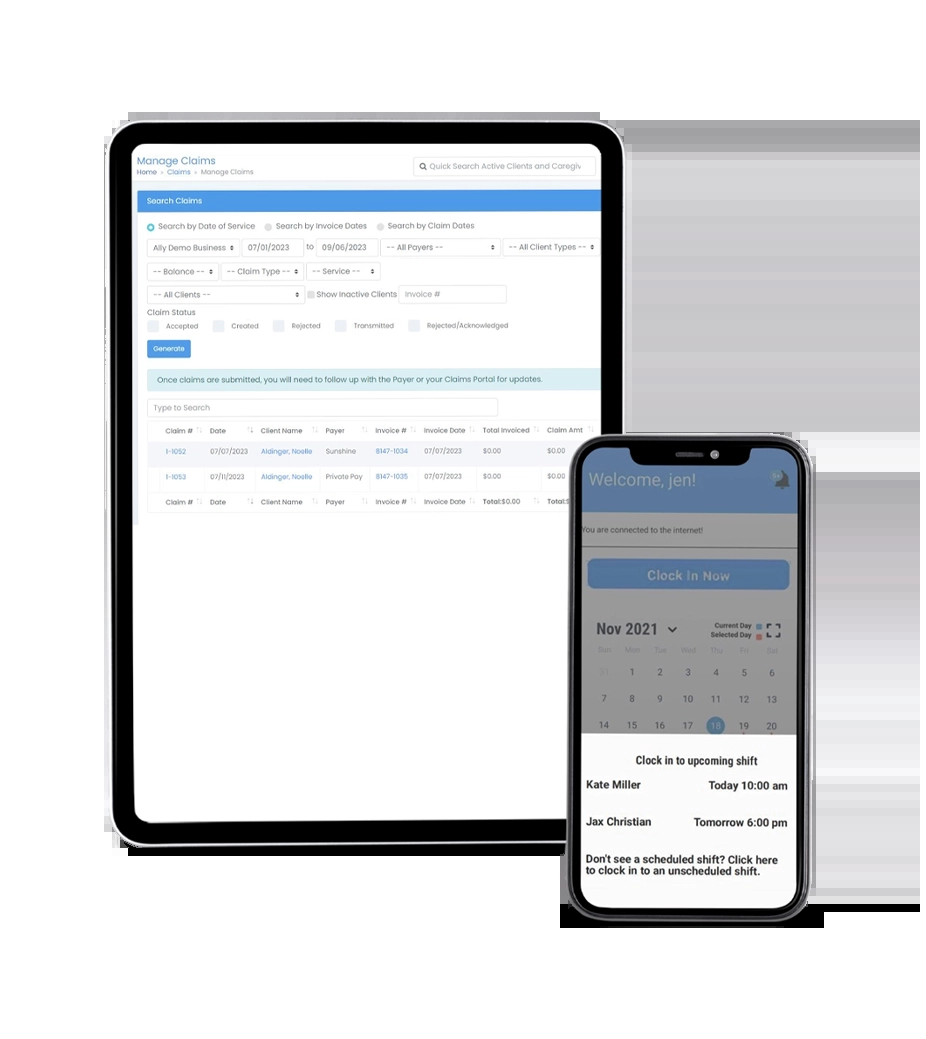 Manage Claims
Home > Claims > Manage Claims
Quick Search Active Clients and Caregiv
Search Claims
Search by Date of Service Search by Invoice Dates Search by Claim Dates
Ally Demo Business 07/01/2023 to 09/06/2023 -- All Payers -- -- All Client Types --
-- Balance -- -- Claim Type -- -- Service --
-- All Clients -- Show Inactive Clients Invoice #
Claim Status
Accepted Created Rejected Transmitted Rejected/Acknowledged
Generate
Once claims are submitted, you will need to follow up with the Payer or your Claims Portal for updates.
Type to Search
Claim # Date Client Name Payer Invoice # Invoice Date Total Invoiced Claim Amt
1-1052 07/07/2023 Aldinger, Noelle Sunshine 8147-1034 07/07/2023 $0.00 $0.00
1-1053 07/11/2023 Aldinger, Noelle Private Pay 8147-1035 07/07/2023 $0.00 $0.00
Claim # Date Client Name Payer Invoice # Invoice Date Total:$0.00 Total:$
Welcome, jen!
You are connected to the internet!
Clock In Now
Nov 2021 Current Day
Selected Day
Sun Mon Tue Wed Thu Fri Sat
31 1 2 3 4 5 6
7 8 9 10 11 12 13
14 15 16 17 18 19 20
Clock in to upcoming shift
Kate Miller Today 10:00 am
Jax Christian Tomorrow 6:00 pm
Don't see a scheduled shift? Click here
to clock in to an unscheduled shift.